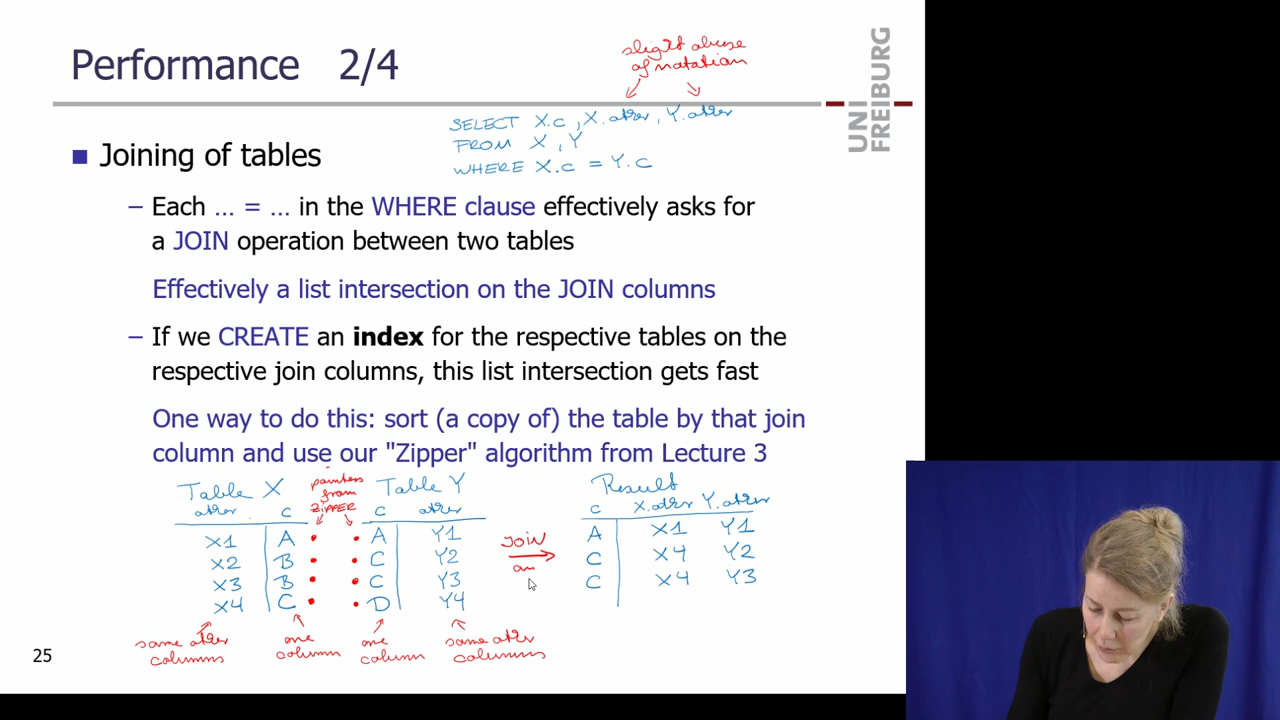 Performance 2/4
slight abuse
of notation
UNI
FREIBURG
SELECT X.c, X.other, Y.other
FROM X, Y
WHERE X.c = Y.c
Joining of tables
– Each ... = ... in the WHERE clause effectively asks for
a JOIN operation between two tables
Effectively a list intersection on the JOIN columns
– If we CREATE an index for the respective tables on the
respective join columns, this list intersection gets fast
One way to do this: sort (a copy of) the table by that join
column and use our "Zipper" algorithm from Lecture 3
Table X
other c
X1 A
X2 B
X3 B
X4 C
pointers
from
ZIPPER
Table Y
c other
A Y1
C Y2
C Y3
D Y4
JOIN
on
Result
c X.other Y.other
A X1 Y1
C X4 Y2
C X4 Y3
some other
columns
one
column
one
column
some other
columns
25